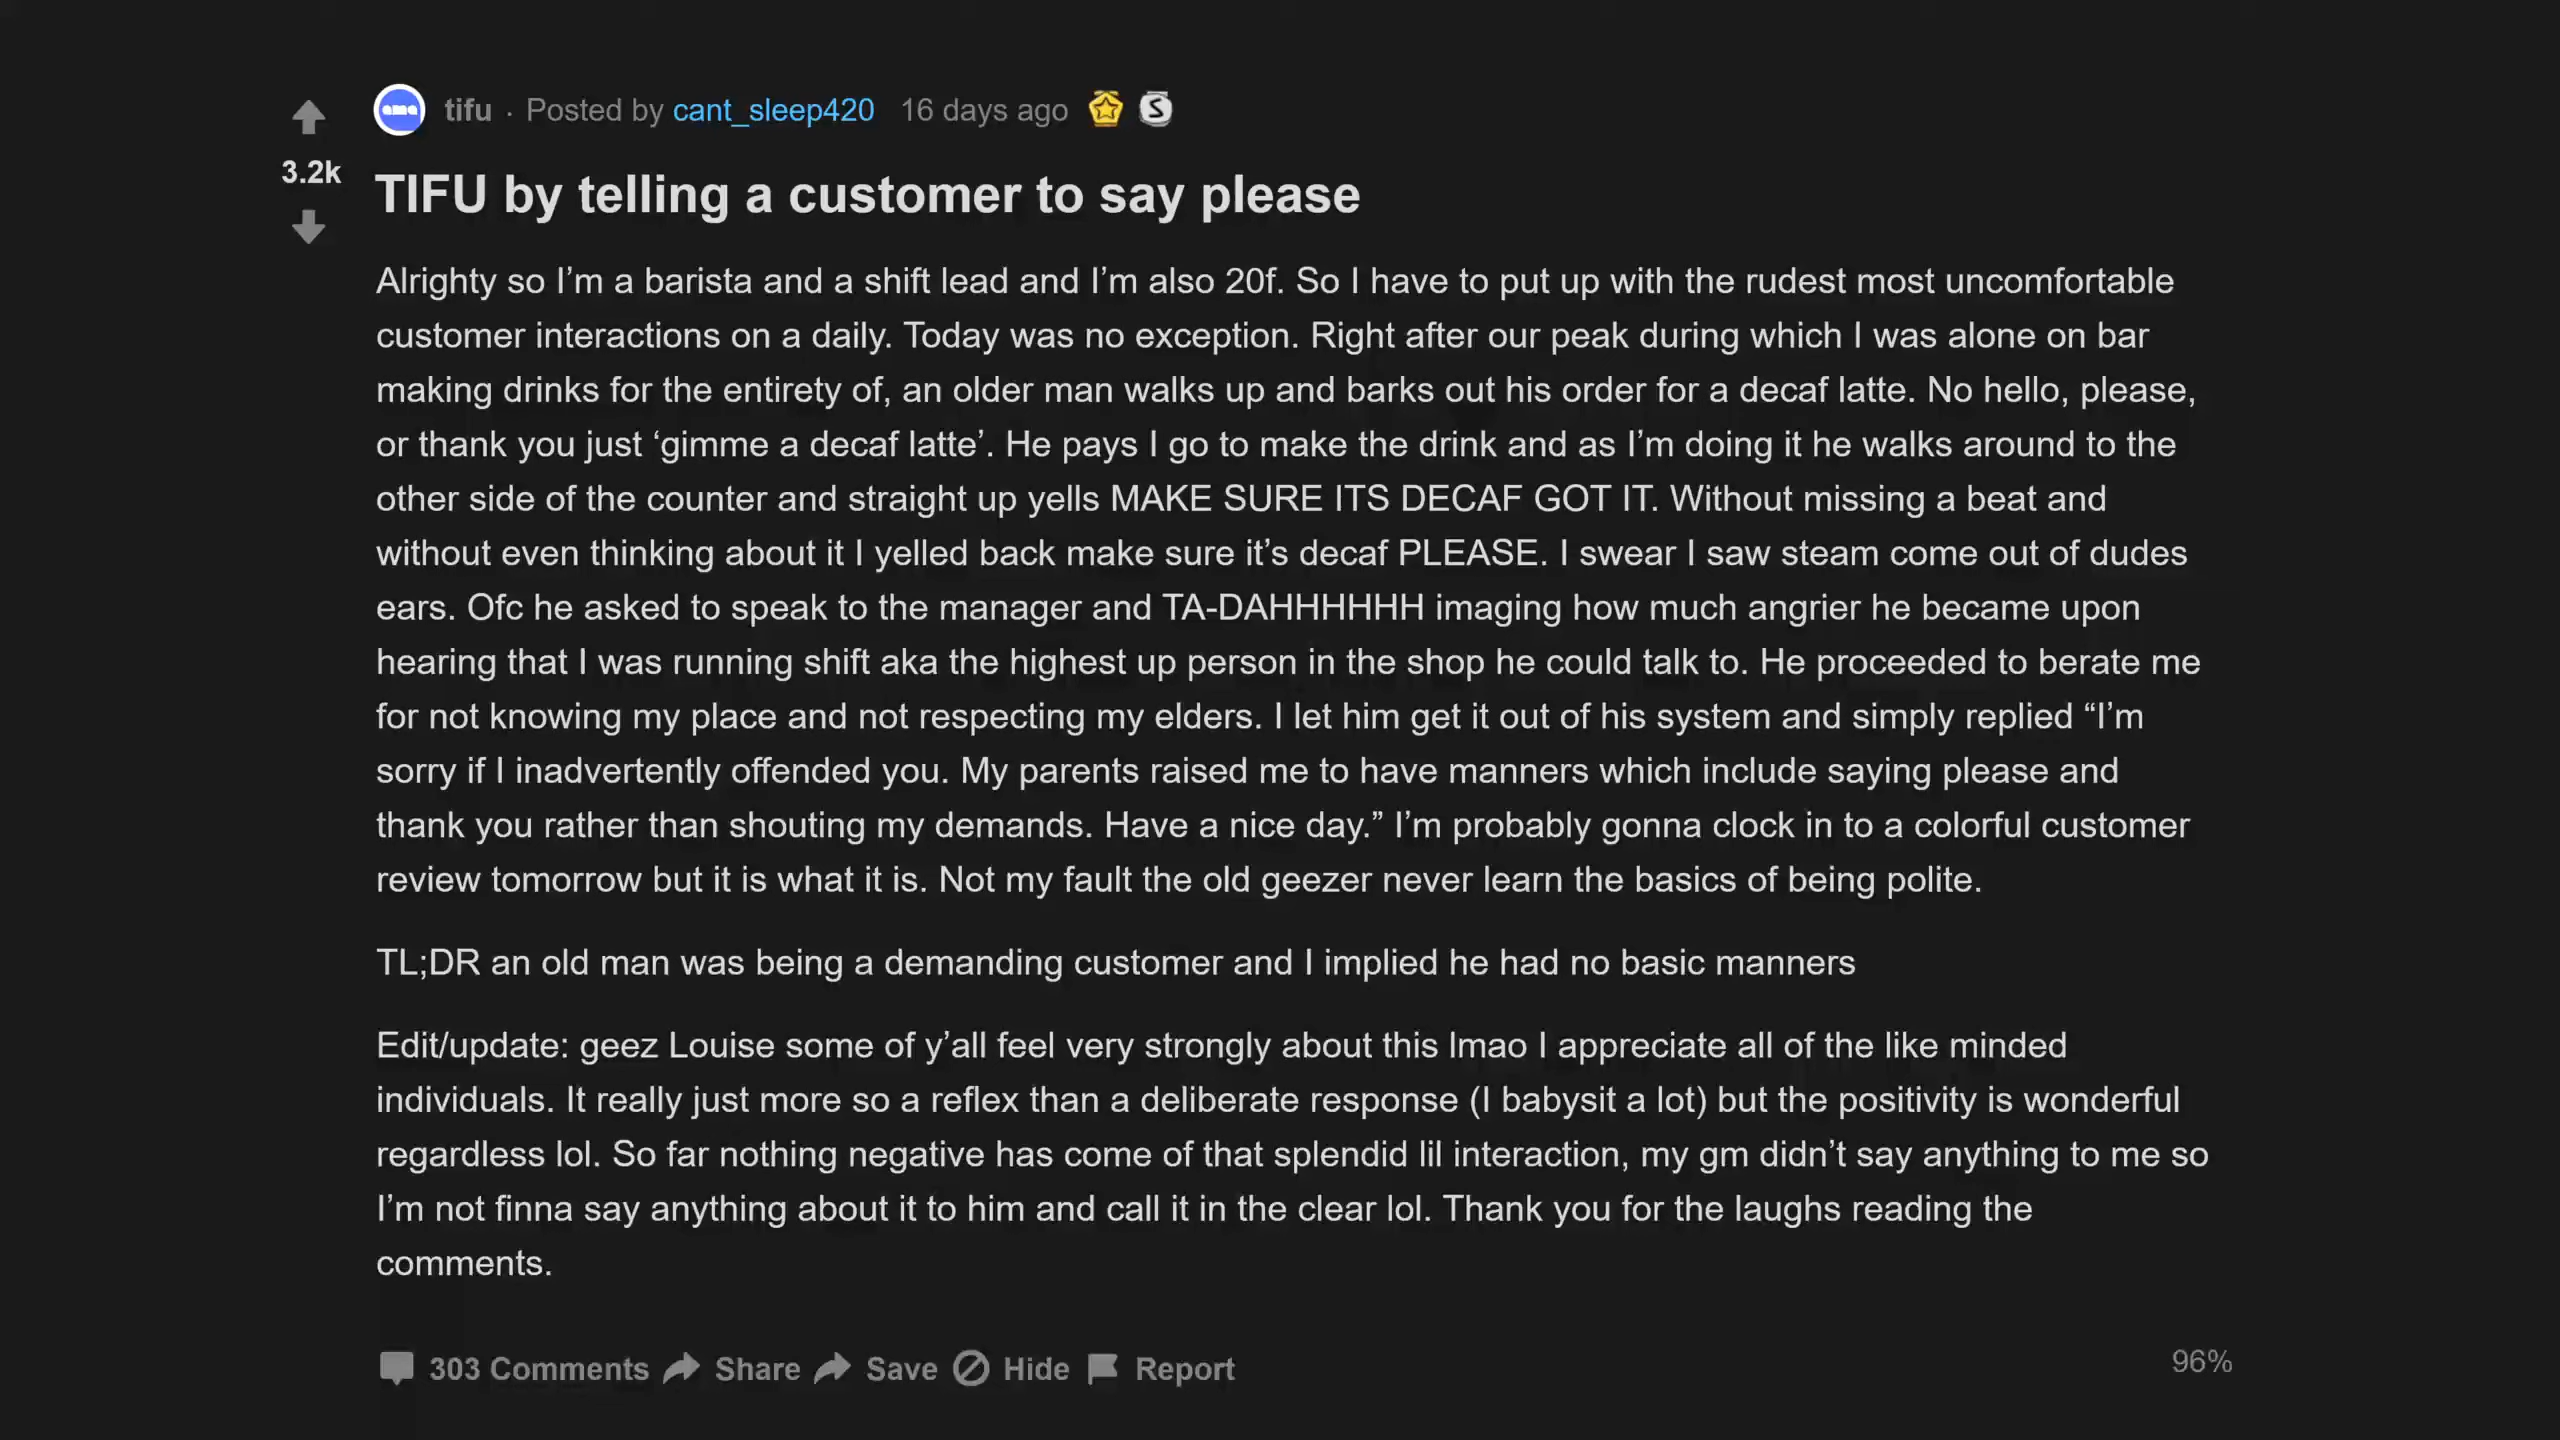 tifu · Posted by cant_sleep420 16 days ago
3.2k
TIFU by telling a customer to say please
Alrighty so I’m a barista and a shift lead and I’m also 20f. So I have to put up with the rudest most uncomfortable
customer interactions on a daily. Today was no exception. Right after our peak during which I was alone on bar
making drinks for the entirety of, an older man walks up and barks out his order for a decaf latte. No hello, please,
or thank you just ‘gimme a decaf latte’. He pays I go to make the drink and as I’m doing it he walks around to the
other side of the counter and straight up yells MAKE SURE ITS DECAF GOT IT. Without missing a beat and
without even thinking about it I yelled back make sure it’s decaf PLEASE. I swear I saw steam come out of dudes
ears. Ofc he asked to speak to the manager and TA-DAHHHHHH imaging how much angrier he became upon
hearing that I was running shift aka the highest up person in the shop he could talk to. He proceeded to berate me
for not knowing my place and not respecting my elders. I let him get it out of his system and simply replied “I’m
sorry if I inadvertently offended you. My parents raised me to have manners which include saying please and
thank you rather than shouting my demands. Have a nice day.” I’m probably gonna clock in to a colorful customer
review tomorrow but it is what it is. Not my fault the old geezer never learn the basics of being polite.
TL;DR an old man was being a demanding customer and I implied he had no basic manners
Edit/update: geez Louise some of y’all feel very strongly about this lmao I appreciate all of the like minded
individuals. It really just more so a reflex than a deliberate response (I babysit a lot) but the positivity is wonderful
regardless lol. So far nothing negative has come of that splendid lil interaction, my gm didn’t say anything to me so
I’m not finna say anything about it to him and call it in the clear lol. Thank you for the laughs reading the
comments.
303 Comments Share Save Hide Report
96%